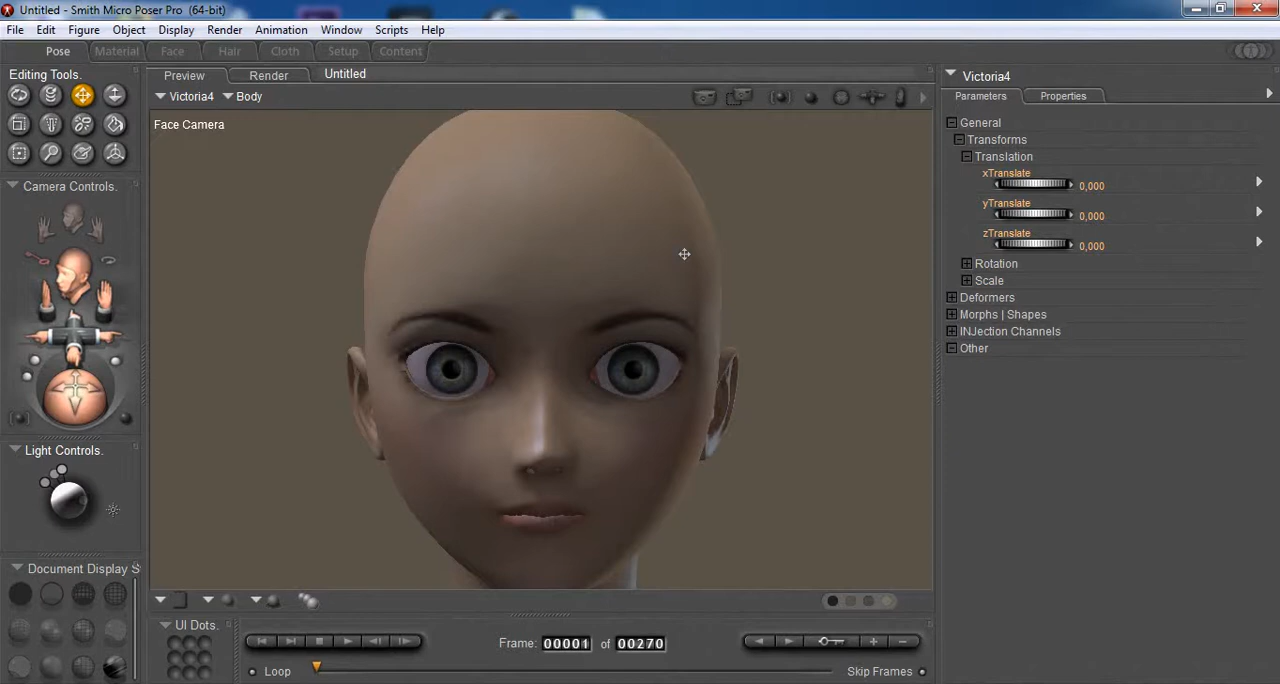 Untitled - Smith Micro Poser Pro (64-bit)
File Edit Figure Object Display Render Animation Window Scripts Help
Pose Material Face Hair Cloth Setup Content
Editing Tools.
Preview Render Untitled
Victoria4 Body
Face Camera
Camera Controls.
Light Controls.
Document Display S
UI Dots.
Frame: 00001 of 00270
Loop
Skip Frames
Victoria4
Parameters Properties
General
Transforms
Translation
xTranslate
0,000
yTranslate
0,000
zTranslate
0,000
Rotation
Scale
Deformers
Morphs | Shapes
INJection Channels
Other